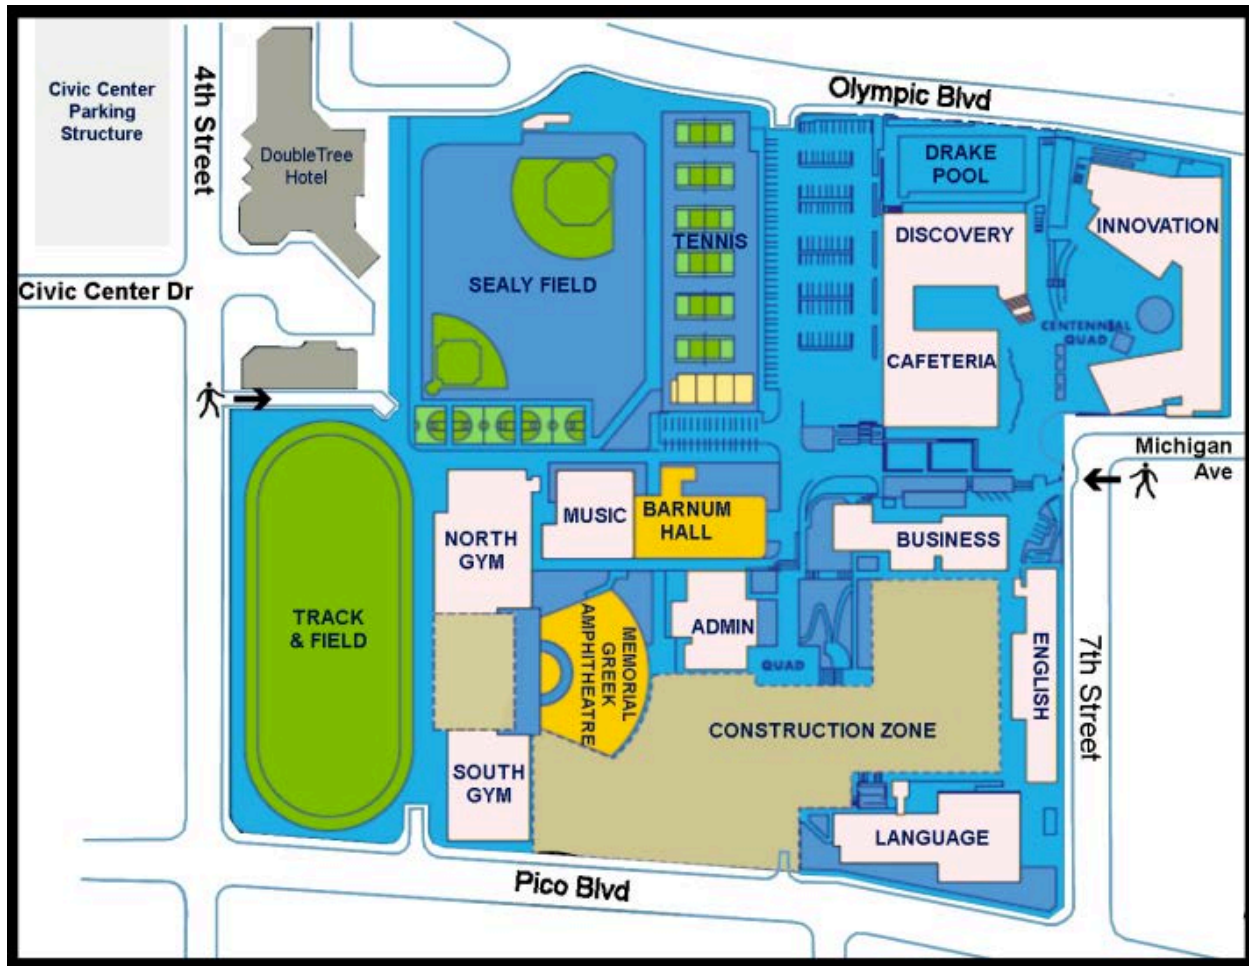 Civic Center
Parking
Structure
4th Street
DoubleTree
Hotel
Olympic Blvd
DRAKE
POOL
INNOVATION
DISCOVERY
TENNIS
SEALY FIELD
Civic Center Dr
CENTENNIAL
QUAD
CAFETERIA
Michigan
Ave
MUSIC
BARNUM
HALL
NORTH
GYM
BUSINESS
TRACK
& FIELD
MEMORIAL
GREEK
AMPHITHEATRE
ADMIN
QUAD
ENGLISH
7th Street
CONSTRUCTION ZONE
SOUTH
GYM
LANGUAGE
Pico Blvd